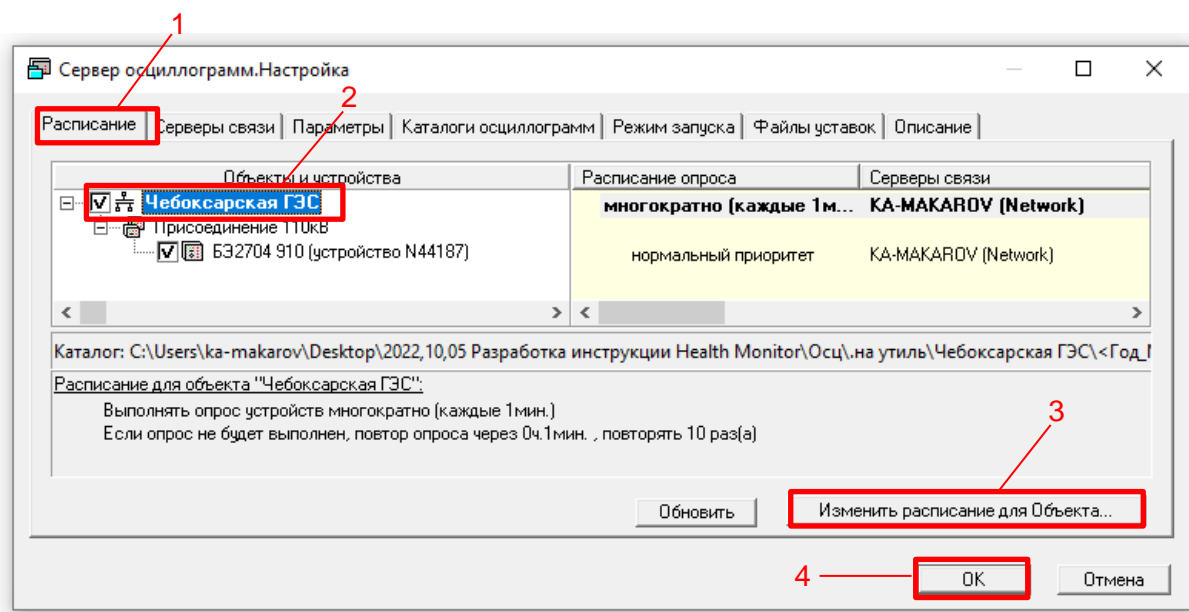 1
Сервер осциллограмм.Настройка
2
Расписание Серверы связи Параметры Каталоги осциллограмм Режим запуска Файлы уставок Описание
Объекты и устройства Расписание опроса Серверы связи
Чебоксарская ГЭС многократно (каждые 1м... KA-MAKAROV (Network)
Присоединение 110кВ
БЭ2704 910 (устройство N44187) нормальный приоритет KA-MAKAROV (Network)
Каталог: C:\Users\ka-makarov\Desktop\2022,10,05 Разработка инструкции Health Monitor\Осц\.на утиль\Чебоксарская ГЭС\<Год_
Расписание для объекта "Чебоксарская ГЭС":
Выполнять опрос устройств многократно (каждые 1мин.)
Если опрос не будет выполнен, повтор опроса через 0ч.1мин. , повторять 10 раз(а)
3
Обновить Изменить расписание для Объекта...
4
OK Отмена